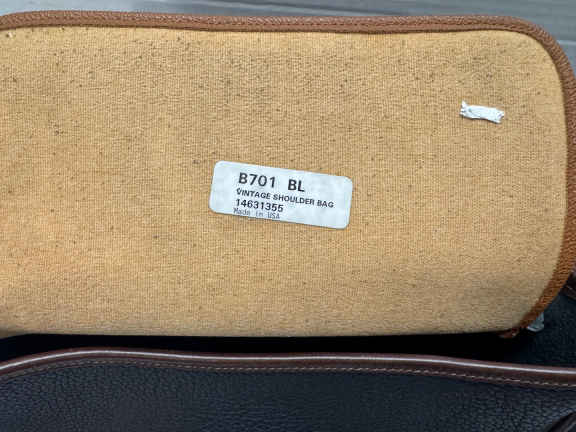 B701 BL
VINTAGE SHOULDER BAG
14631355
Made in USA